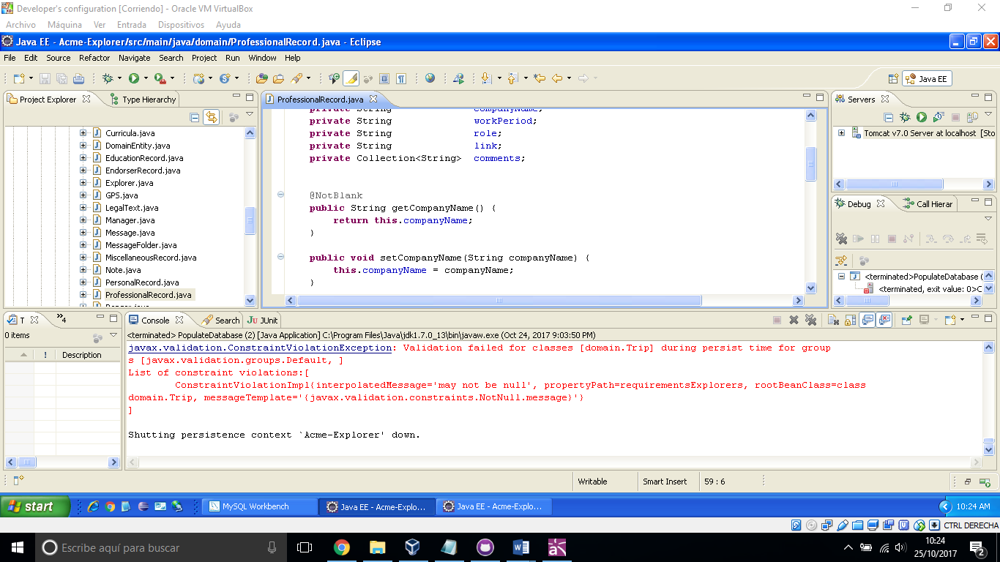 Developer's configuration [Corriendo] - Oracle VM VirtualBox
Archivo Máquina Ver Entrada Dispositivos Ayuda
Java EE - Acme-Explorer/src/main/java/domain/ProfessionalRecord.java - Eclipse
File Edit Source Refactor Navigate Search Project Run Window Help
Java EE
Project Explorer
Type Hierarchy
Curricula.java
DomainEntity.java
EducationRecord.java
EndorserRecord.java
Explorer.java
GPS.java
LegalText.java
Manager.java
Message.java
MessageFolder.java
MiscellaneousRecord.java
Note.java
PersonalRecord.java
ProfessionalRecord.java
Ranger.java
ProfessionalRecord.java
private String companyName;
private String workPeriod;
private String role;
private String link;
private Collection<String> comments;
@NotBlank
public String getCompanyName() {
return this.companyName;
}
public void setCompanyName(String companyName) {
this.companyName = companyName;
}
Servers
Tomcat v7.0 Server at localhost [Sto
Debug
Call Hierar
<terminated>PopulateDatabase (
<terminated, exit value: 0>C
T
»4
0 items
! Description
Console
Search
JUnit
<terminated> PopulateDatabase (2) [Java Application] C:\Program Files\Java\jdk1.7.0_13\bin\javaw.exe (Oct 24, 2017 9:03:50 PM)
javax.validation.ConstraintViolationException: Validation failed for classes [domain.Trip] during persist time for group
s [javax.validation.groups.Default, ]
List of constraint violations:[
ConstraintViolationImpl{interpolatedMessage='may not be null', propertyPath=requirementsExplorers, rootBeanClass=class
domain.Trip, messageTemplate='{javax.validation.constraints.NotNull.message}'}
]
Shutting persistence context `Acme-Explorer' down.
Writable
Smart Insert
59 : 6
start
MySQL Workbench
Java EE - Acme-Explo...
Java EE - Acme-Explo...
10:24 AM
CTRL DERECHA
Escribe aquí para buscar
10:24
25/10/2017
2